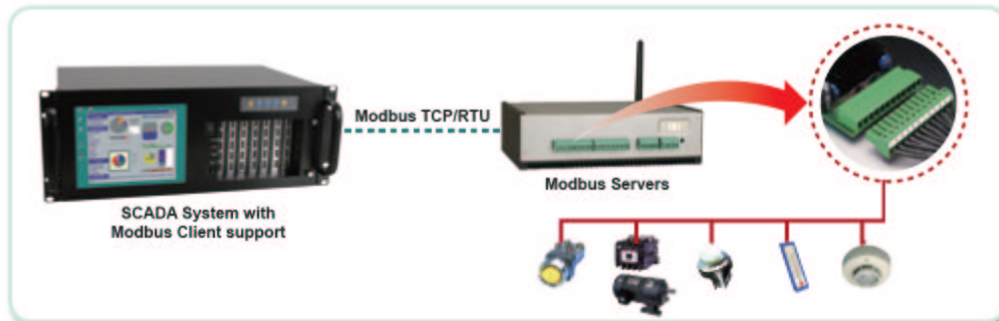 Modbus TCP/RTU
Modbus Servers
SCADA System with
Modbus Client support